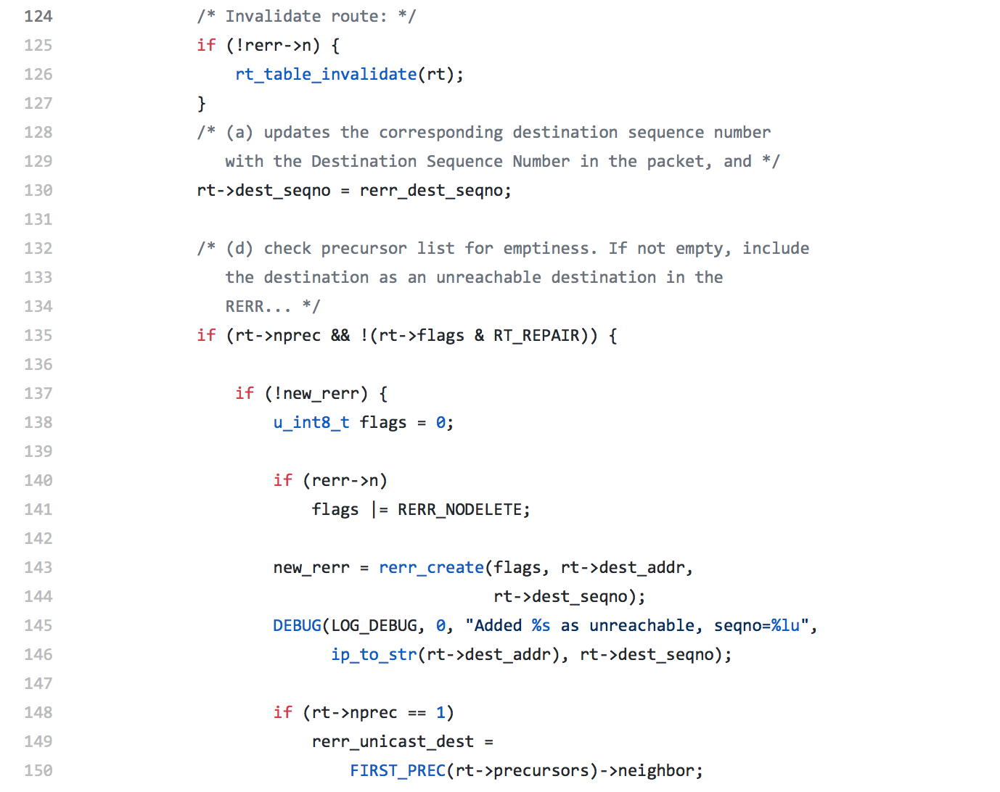 124 /* Invalidate route: */
125 if (!rerr->n) {
126 rt_table_invalidate(rt);
127 }
128 /* (a) updates the corresponding destination sequence number
129 with the Destination Sequence Number in the packet, and */
130 rt->dest_seqno = rerr_dest_seqno;
131
132 /* (d) check precursor list for emptiness. If not empty, include
133 the destination as an unreachable destination in the
134 RERR... */
135 if (rt->nprec && !(rt->flags & RT_REPAIR)) {
136
137 if (!new_rerr) {
138 u_int8_t flags = 0;
139
140 if (rerr->n)
141 flags |= RERR_NODELETE;
142
143 new_rerr = rerr_create(flags, rt->dest_addr,
144 rt->dest_seqno);
145 DEBUG(LOG_DEBUG, 0, "Added %s as unreachable, seqno=%lu",
146 ip_to_str(rt->dest_addr), rt->dest_seqno);
147
148 if (rt->nprec == 1)
149 rerr_unicast_dest =
150 FIRST_PREC(rt->precursors)->neighbor;